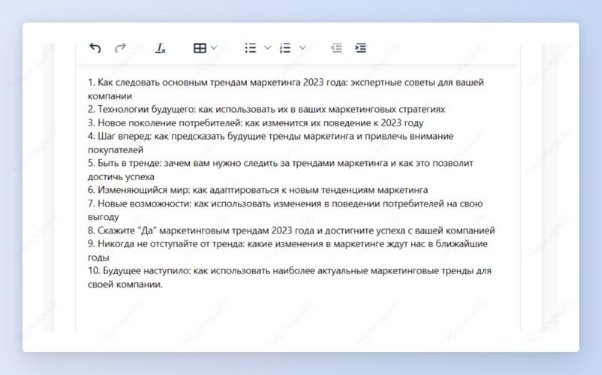 1. Как следовать основным трендам маркетинга 2023 года: экспертные советы для вашей
компании
2. Технологии будущего: как использовать их в ваших маркетинговых стратегиях
3. Новое поколение потребителей: как изменится их поведение к 2023 году
4. Шаг вперед: как предсказать будущие тренды маркетинга и привлечь внимание
покупателей
5. Быть в тренде: зачем вам нужно следить за трендами маркетинга и как это позволит
достичь успеха
6. Изменяющийся мир: как адаптироваться к новым тенденциям маркетинга
7. Новые возможности: как использовать изменения в поведении потребителей на свою
выгоду
8. Скажите "Да" маркетинговым трендам 2023 года и достигните успеха с вашей компанией
9. Никогда не отступайте от тренда: какие изменения в маркетинге ждут нас в ближайшие
годы
10. Будущее наступило: как использовать наиболее актуальные маркетинговые тренды для
своей компании.